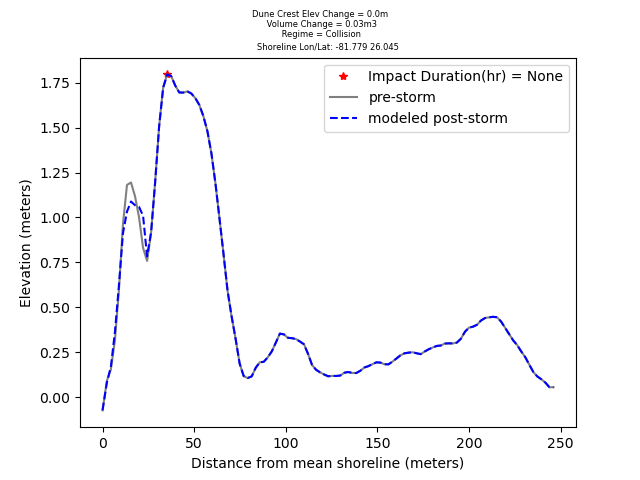 Dune Crest Elev Change = 0.0m
Volume Change = 0.03m3
Regime = Collision
Shoreline Lon/Lat: -81.779 26.045
Impact Duration(hr) = None
pre-storm
modeled post-storm
Elevation (meters)
1.75
1.50
1.25
1.00
0.75
0.50
0.25
0.00
0 50 100 150 200 250
Distance from mean shoreline (meters)